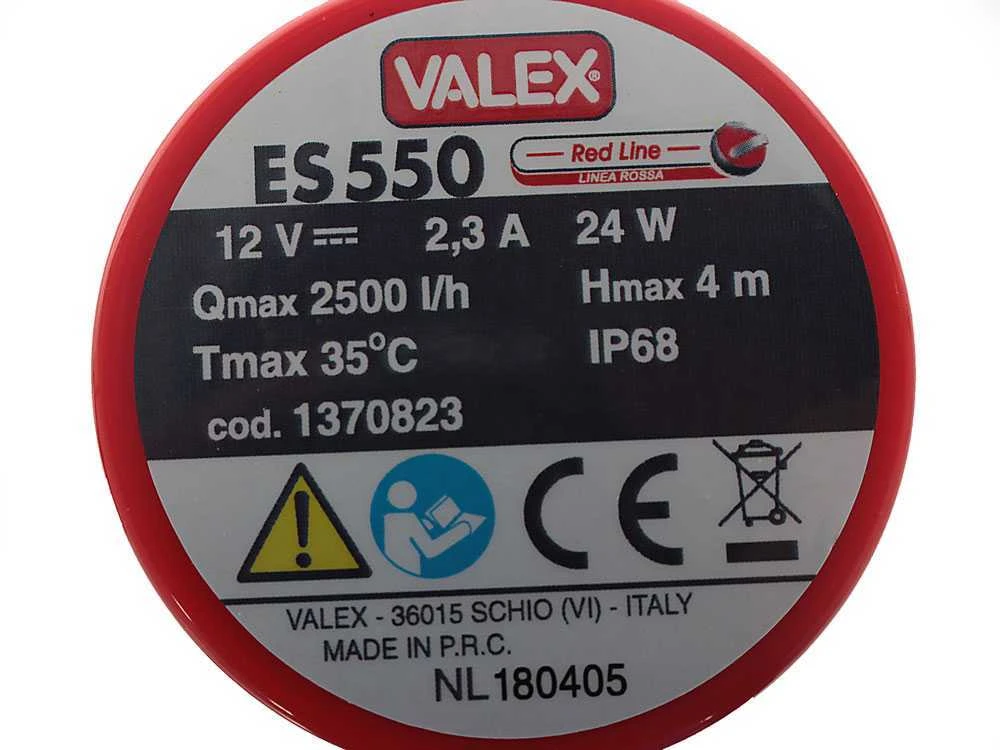 VALEX®
ES550
Red Line
LINEA ROSSA
12 V 2,3 A 24 W
Qmax 2500 l/h Hmax 4 m
Tmax 35°C IP68
cod. 1370823
CE
VALEX - 36015 SCHIO (VI) - ITALY
MADE IN P.R.C.
NL180405